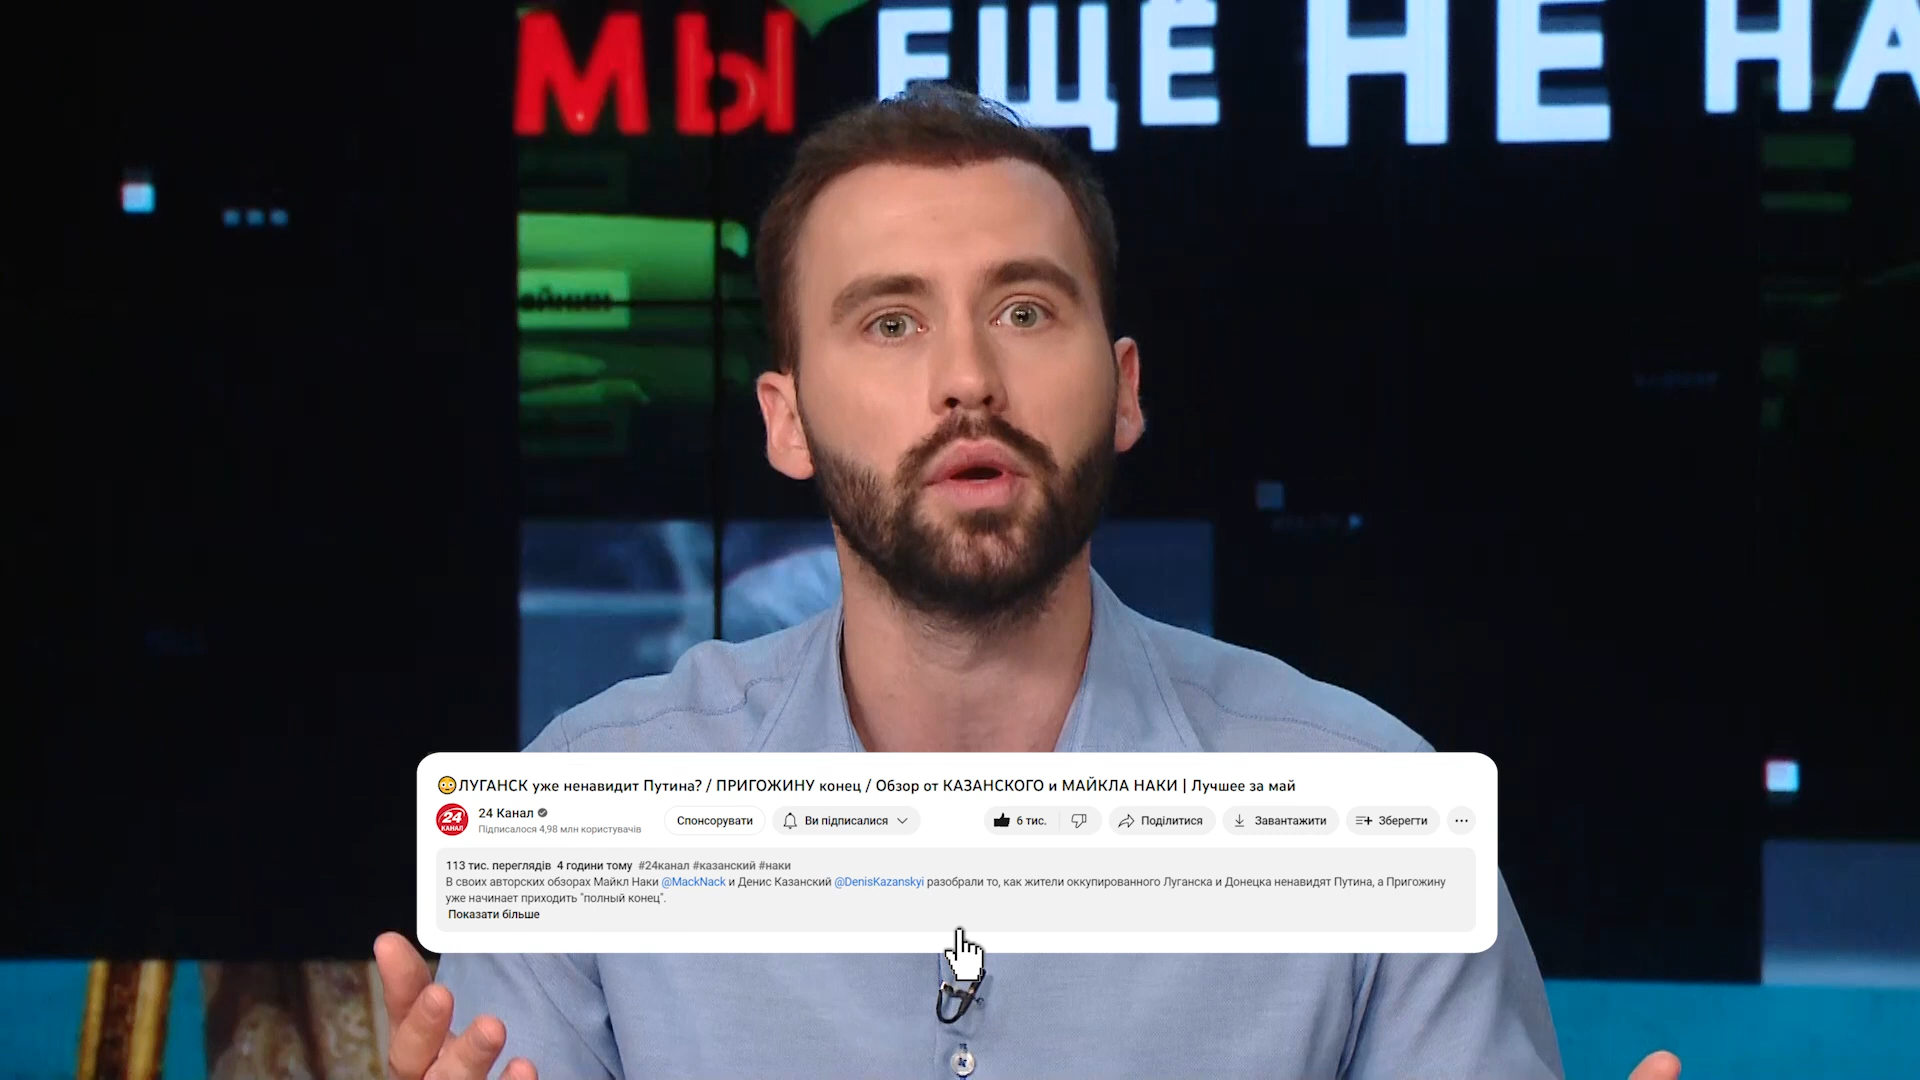 МЫ ЕЩЁ НЕ НА
😳ЛУГАНСК уже ненавидит Путина? / ПРИГОЖИНУ конец / Обзор от КАЗАНСКОГО и МАЙКЛА НАКИ | Лучшее за май
24 КАНАЛ
24 Канал
Підписалося 4,98 млн користувачів
Спонсорувати
Ви підписалися
6 тис.
Поділитися
Завантажити
Зберегти
113 тис. переглядів 4 години тому #24канал #казанский #наки
В своих авторских обзорах Майкл Наки @MackNack и Денис Казанский @DenisKazanskyi разобрали то, как жители оккупированного Луганска и Донецка ненавидят Путина, а Пригожину
уже начинает приходить "полный конец".
Показати більше